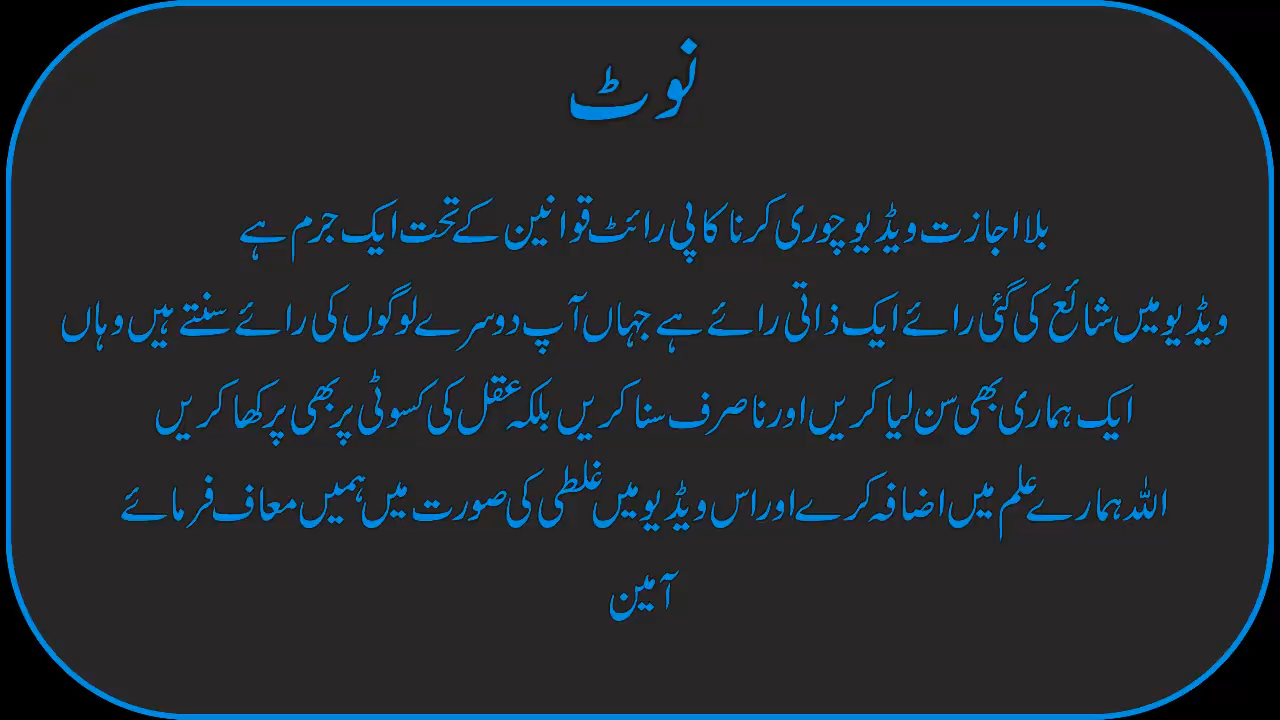 نوٹ
بلا اجازت ویڈیو چوری کرنا کاپی رائٹ قوانین کے تحت ایک جرم ہے
ویڈیو میں شائع کی گئی رائے ایک ذاتی رائے ہے جہاں آپ دوسرے لوگوں کی رائے سنتے ہیں وہاں
ایک ہماری بھی سن لیا کریں اور نا صرف سنا کریں بلکہ عقل کی کسوٹی پر بھی پرکھا کریں
اللہ ہمارے علم میں اضافہ کرے اور اس ویڈیو میں غلطی کی صورت میں ہمیں معاف فرمائے
آمین